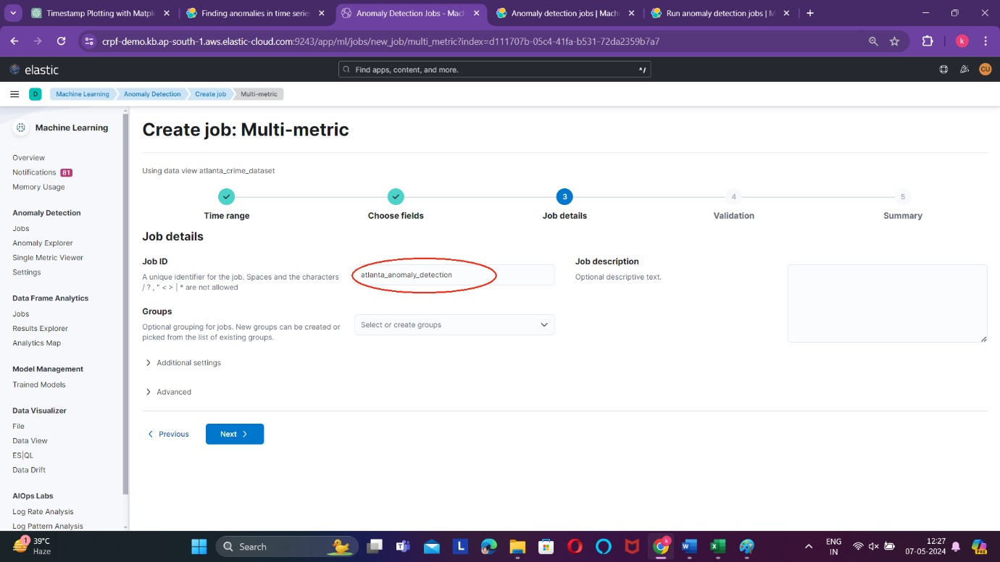 Timestamp Plotting with Matpl
Finding anomalies in time serie
Anomaly Detection Jobs - Mach
Anomaly detection jobs | Machi
Run anomaly detection jobs | M
crpf-demo.kb.ap-south-1.aws.elastic-cloud.com:9243/app/ml/jobs/new_job/multi_metric?index=d111707b-05c4-41fa-b531-72da2359b7a7
k
elastic
Find apps, content, and more.
^/
CU
D
Machine Learning
Anomaly Detection
Create job
Multi-metric
Machine Learning
Overview
Notifications 81
Memory Usage
Anomaly Detection
Jobs
Anomaly Explorer
Single Metric Viewer
Settings
Data Frame Analytics
Jobs
Results Explorer
Analytics Map
Model Management
Trained Models
Data Visualizer
File
Data View
ES|QL
Data Drift
AIOps Labs
Log Rate Analysis
Log Pattern Analysis
Create job: Multi-metric
Using data view atlanta_crime_dataset
3
4
5
Time range
Choose fields
Job details
Validation
Summary
Job details
Job ID
A unique identifier for the job. Spaces and the characters
/ ? , " < > | * are not allowed
atlanta_anomaly_detection
Job description
Optional descriptive text.
Groups
Optional grouping for jobs. New groups can be created or
picked from the list of existing groups.
Select or create groups
Additional settings
Advanced
Previous
Next
1
39°C
Haze
Search
L
k
ENG
IN
12:27
07-05-2024
PRE